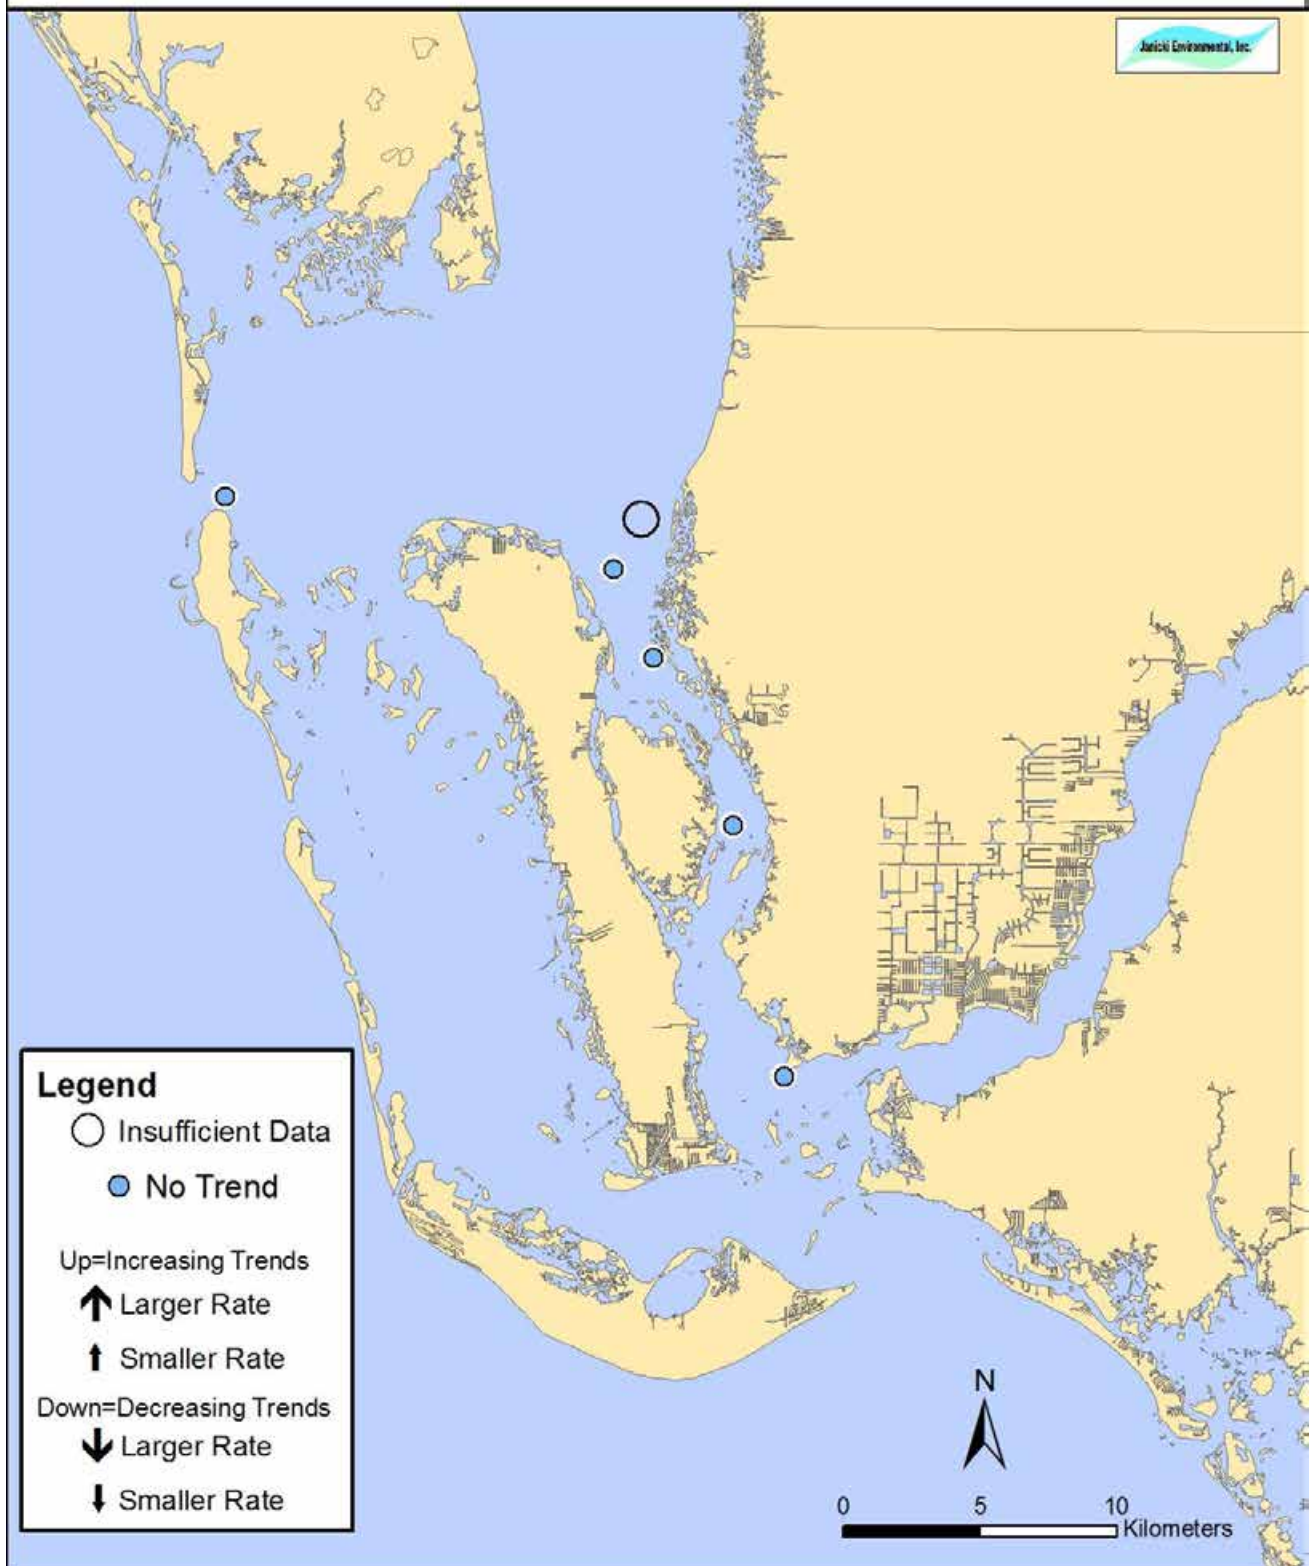 Janicki Environmental, Inc.
Legend
Insufficient Data
No Trend
Up=Increasing Trends
Larger Rate
Smaller Rate
Down=Decreasing Trends
Larger Rate
Smaller Rate
N
0 5 10
Kilometers